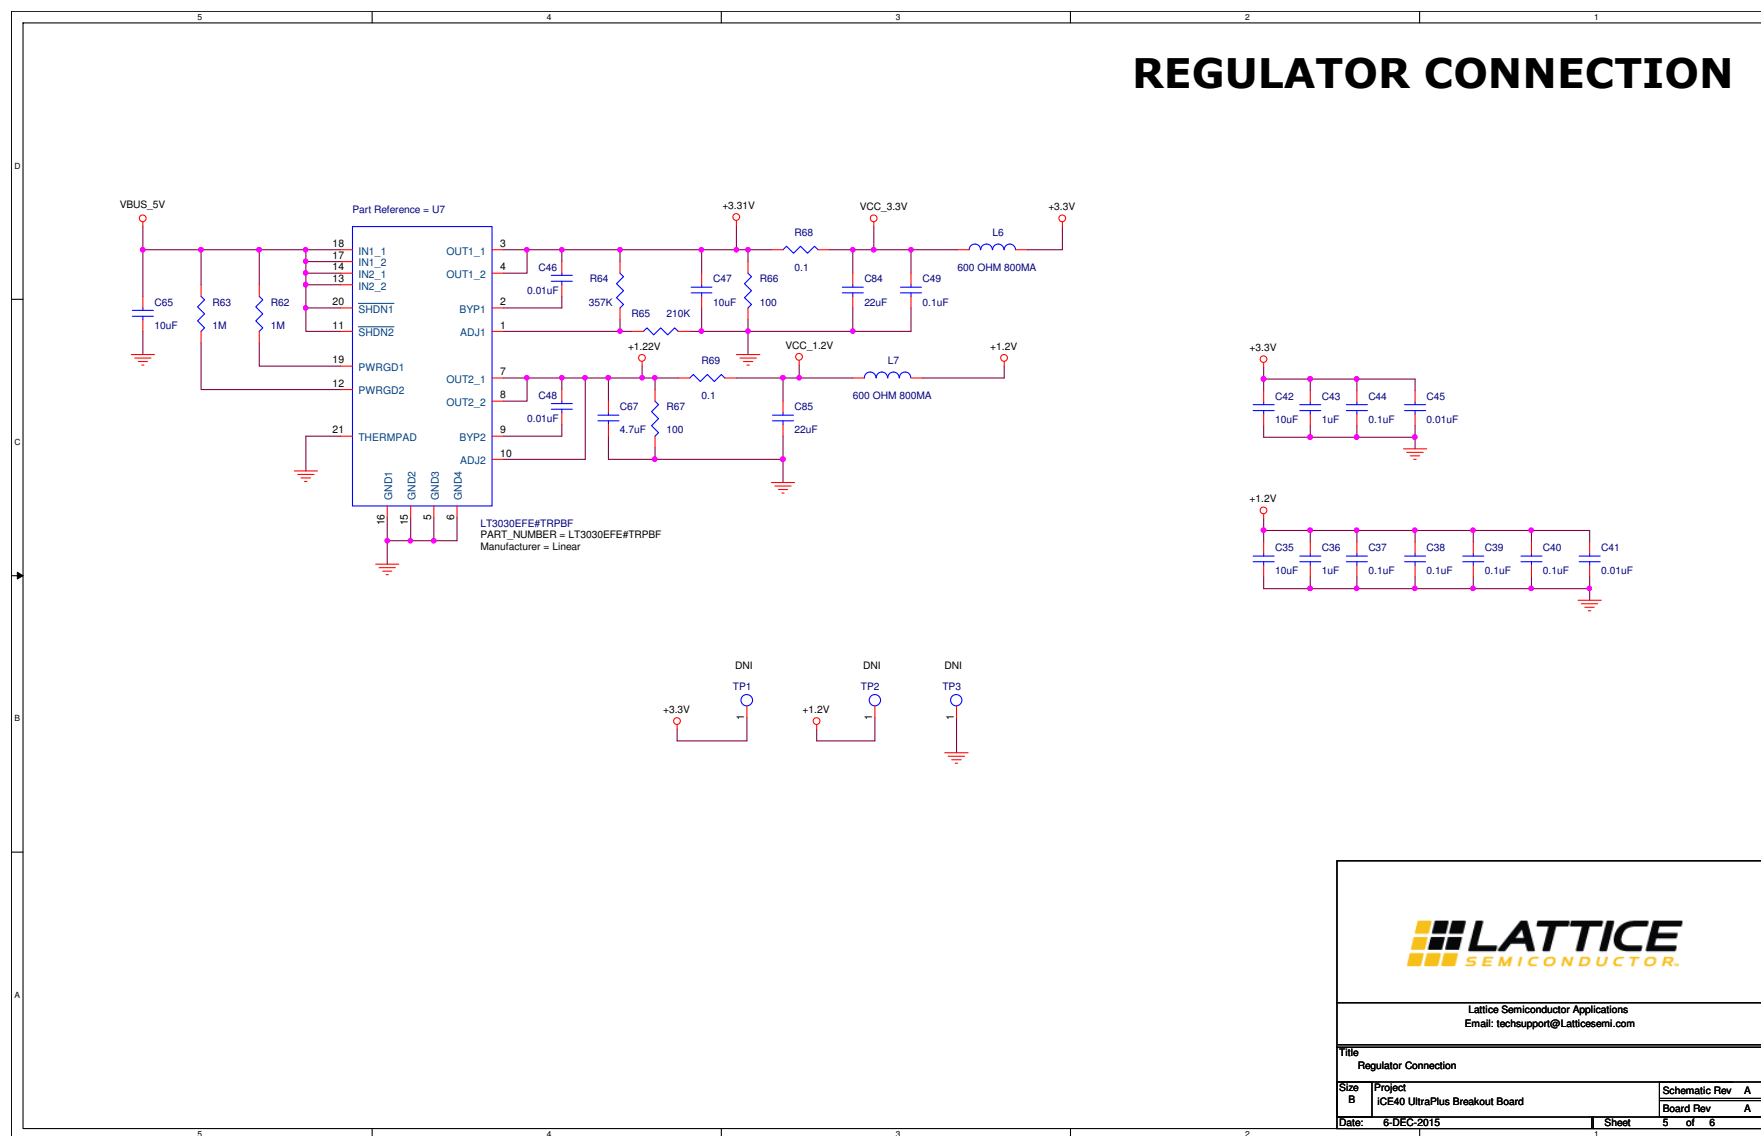 5 4 3 2 1
REGULATOR CONNECTION
D
VBUS_5V
Part Reference = U7
+3.31V
VCC_3.3V
+3.3V
18 IN1_1
17 IN1_2
14 IN2_1
13 IN2_2
20 SHDN1
11 SHDN2
19 PWRGD1
12 PWRGD2
21 THERMPAD
OUT1_1 3
OUT1_2 4
BYP1 2
ADJ1 1
OUT2_1 7
OUT2_2 8
BYP2 9
ADJ2 10
GND1 GND2 GND3 GND4
16 15 5 6
C65
10uF
R63
1M
R62
1M
C46
0.01uF
R64
357K
R65 210K
C47
10uF
R66
100
R68
0.1
C84
22uF
C49
0.1uF
L6
600 OHM 800MA
+1.22V
VCC_1.2V
+1.2V
C48
0.01uF
C67
4.7uF
R67
100
R69
0.1
C85
22uF
L7
600 OHM 800MA
LT3030EFE#TRPBF
PART_NUMBER = LT3030EFE#TRPBF
Manufacturer = Linear
+3.3V
C42 C43 C44 C45
10uF 1uF 0.1uF 0.01uF
C
+1.2V
C35 C36 C37 C38 C39 C40 C41
10uF 1uF 0.1uF 0.1uF 0.1uF 0.1uF 0.01uF
DNI DNI DNI
TP1 TP2 TP3
+3.3V 1 +1.2V 1 1
B
A
LATTICE
SEMICONDUCTOR.
Lattice Semiconductor Applications
Email: techsupport@Latticesemi.com
Title
Regulator Connection
Size Project
B iCE40 UltraPlus Breakout Board
Schematic Rev A
Board Rev A
Date: 6-DEC-2015 Sheet 5 of 6
5 4 3 2 1